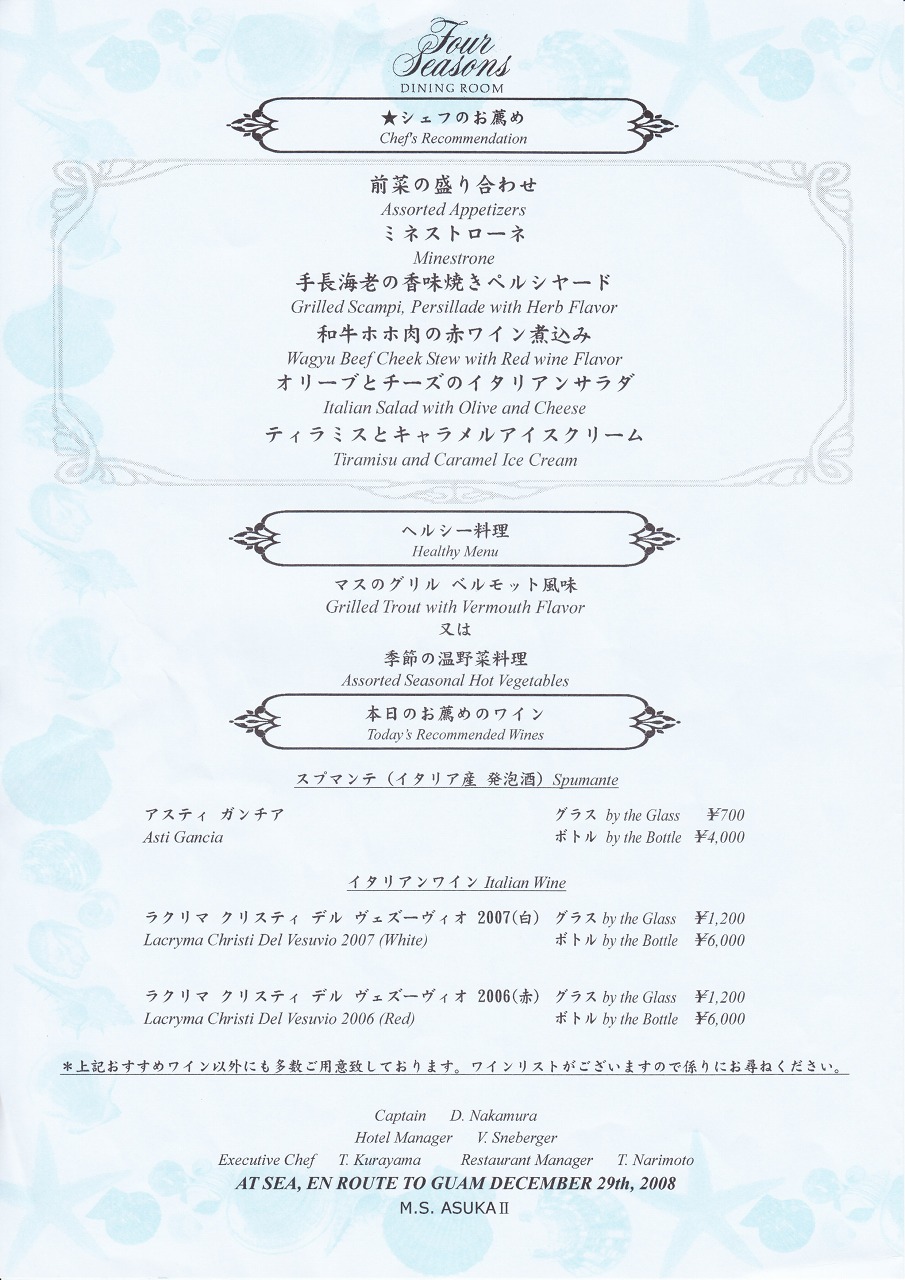 Four
Seasons
DINING ROOM
★シェフのお薦め
Chef's Recommendation
前菜の盛り合わせ
Assorted Appetizers
ミネストローネ
Minestrone
手長海老の香味焼きペルシヤード
Grilled Scampi, Persillade with Herb Flavor
和牛ホホ肉の赤ワイン煮込み
Wagyu Beef Cheek Stew with Red wine Flavor
オリーブとチーズのイタリアンサラダ
Italian Salad with Olive and Cheese
ティラミスとキャラメルアイスクリーム
Tiramisu and Caramel Ice Cream
ヘルシー料理
Healthy Menu
マスのグリル ベルモット風味
Grilled Trout with Vermouth Flavor
又は
季節の温野菜料理
Assorted Seasonal Hot Vegetables
本日のお薦めのワイン
Today's Recommended Wines
スプマンテ（イタリア産 発泡酒）Spumante
アスティ ガンチア グラス by the Glass ¥700
Asti Gancia ボトル by the Bottle ¥4,000
イタリアンワイン Italian Wine
ラクリマ クリスティ デル ヴェズーヴィオ 2007(白) グラス by the Glass ¥1,200
Lacryma Christi Del Vesuvio 2007 (White) ボトル by the Bottle ¥6,000
ラクリマ クリスティ デル ヴェズーヴィオ 2006(赤) グラス by the Glass ¥1,200
Lacryma Christi Del Vesuvio 2006 (Red) ボトル by the Bottle ¥6,000
＊上記おすすめワイン以外にも多数ご用意致しております。ワインリストがございますので係りにお尋ねください。
Captain D. Nakamura
Hotel Manager V. Sneberger
Executive Chef T. Kurayama Restaurant Manager T. Narimoto
AT SEA, EN ROUTE TO GUAM DECEMBER 29th, 2008
M.S. ASUKAⅡ